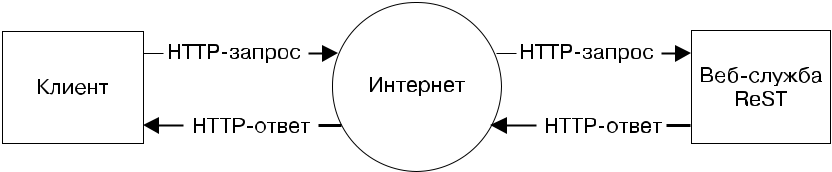 HTTP-запрос
HTTP-запрос
Клиент
Интернет
Веб-служба
ReST
HTTP-ответ
HTTP-ответ